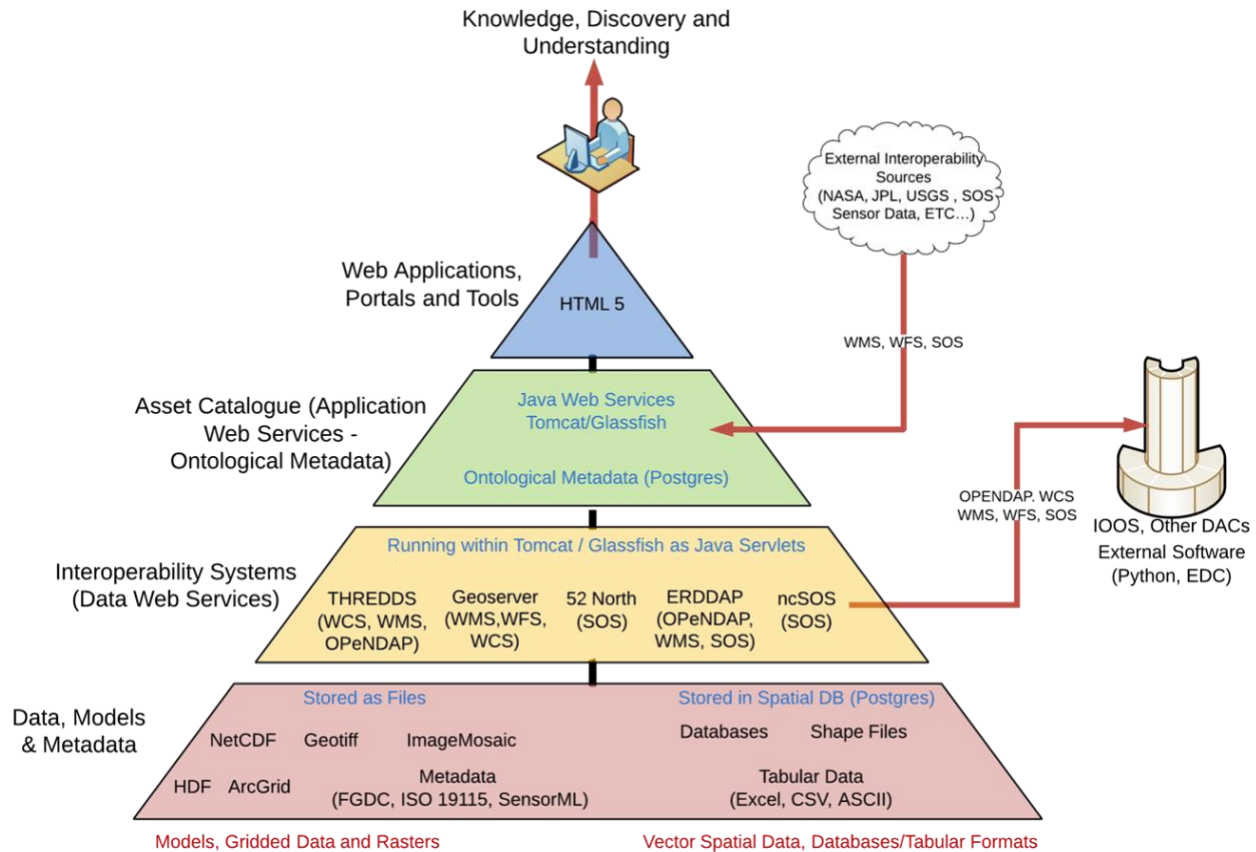 Knowledge, Discovery and
Understanding
External Interoperability
Sources
(NASA, JPL, USGS , SOS
Sensor Data, ETC...)
Web Applications,
Portals and Tools
HTML 5
WMS, WFS, SOS
Asset Catalogue (Application
Web Services -
Ontological Metadata)
Java Web Services
Tomcat/Glassfish
Ontological Metadata (Postgres)
OPENDAP. WCS
WMS, WFS, SOS
IOOS, Other DACs
External Software
(Python, EDC)
Interoperability Systems
(Data Web Services)
Running within Tomcat / Glassfish as Java Servlets
THREDDS
(WCS, WMS,
OPeNDAP)
Geoserver
(WMS,WFS,
WCS)
52 North
(SOS)
ERDDAP
(OPeNDAP,
WMS, SOS)
ncSOS
(SOS)
Data, Models
& Metadata
Stored as Files
NetCDF
Geotiff
ImageMosaic
HDF
ArcGrid
Metadata
(FGDC, ISO 19115, SensorML)
Stored in Spatial DB (Postgres)
Databases
Shape Files
Tabular Data
(Excel, CSV, ASCII)
Models, Gridded Data and Rasters
Vector Spatial Data, Databases/Tabular Formats